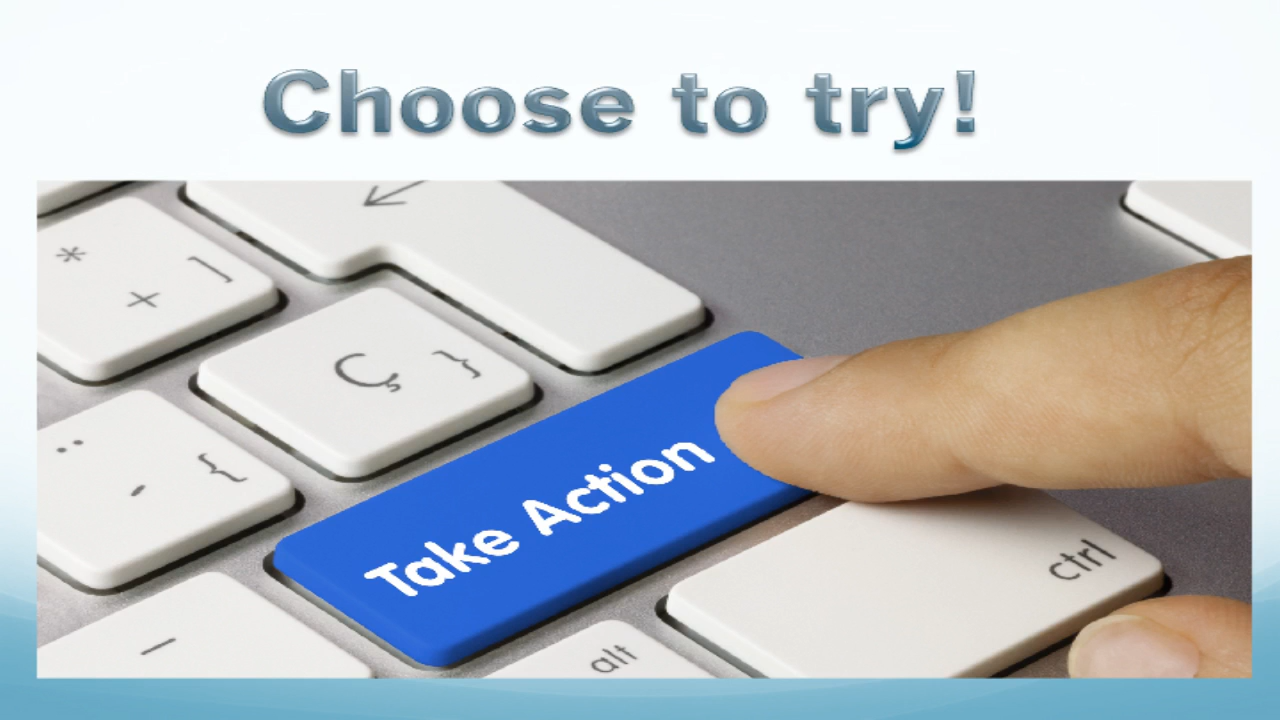 Choose to try!
* + ]
Ç }
¨ ´ {
Take Action
_
alt
ctrl